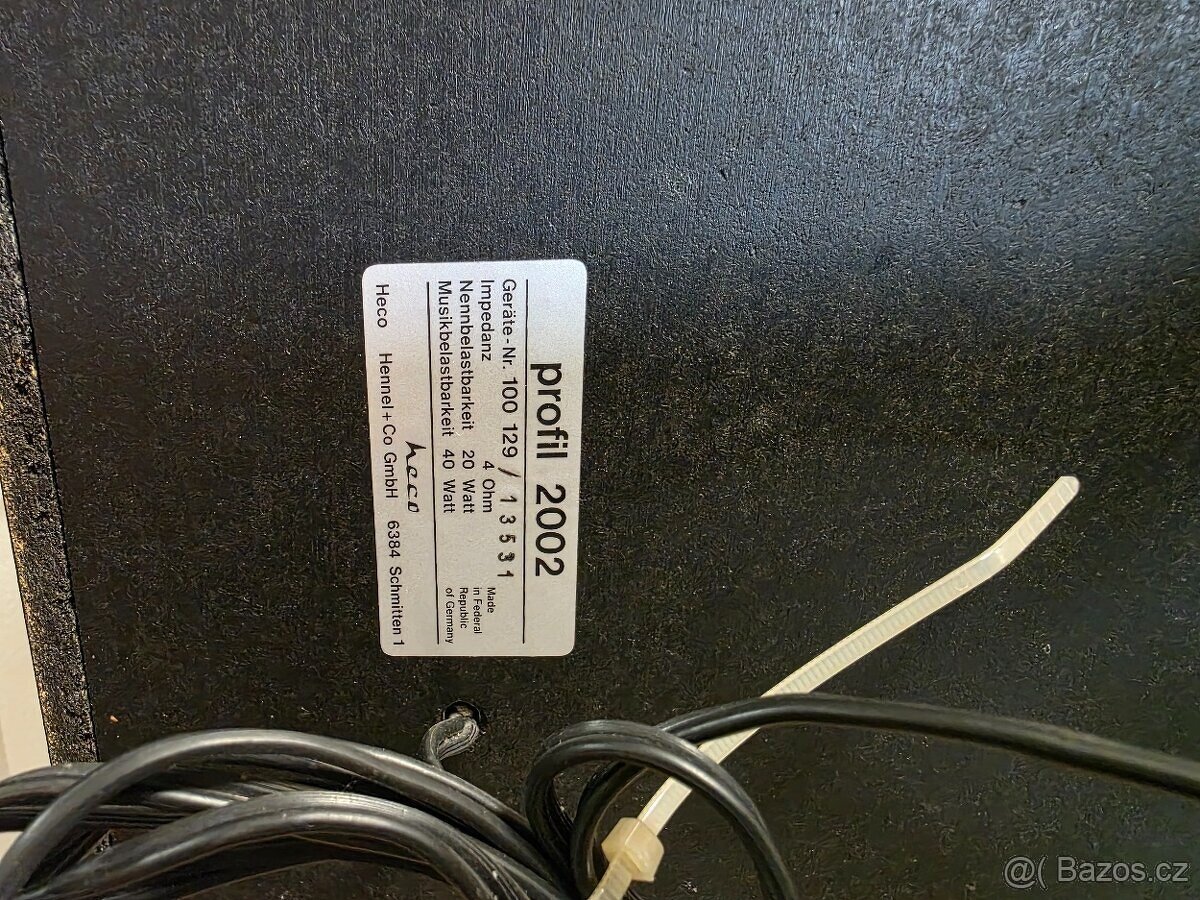 profil 2002
Geräte-Nr. 100 129 / 13531
Impedanz 4 Ohm
Nennbelastbarkeit 20 Watt
Musikbelastbarkeit 40 Watt
Made
in Federal
Republic
of Germany
heco
Heco Hennel+Co GmbH 6384 Schmitten 1
@( Bazos.cz